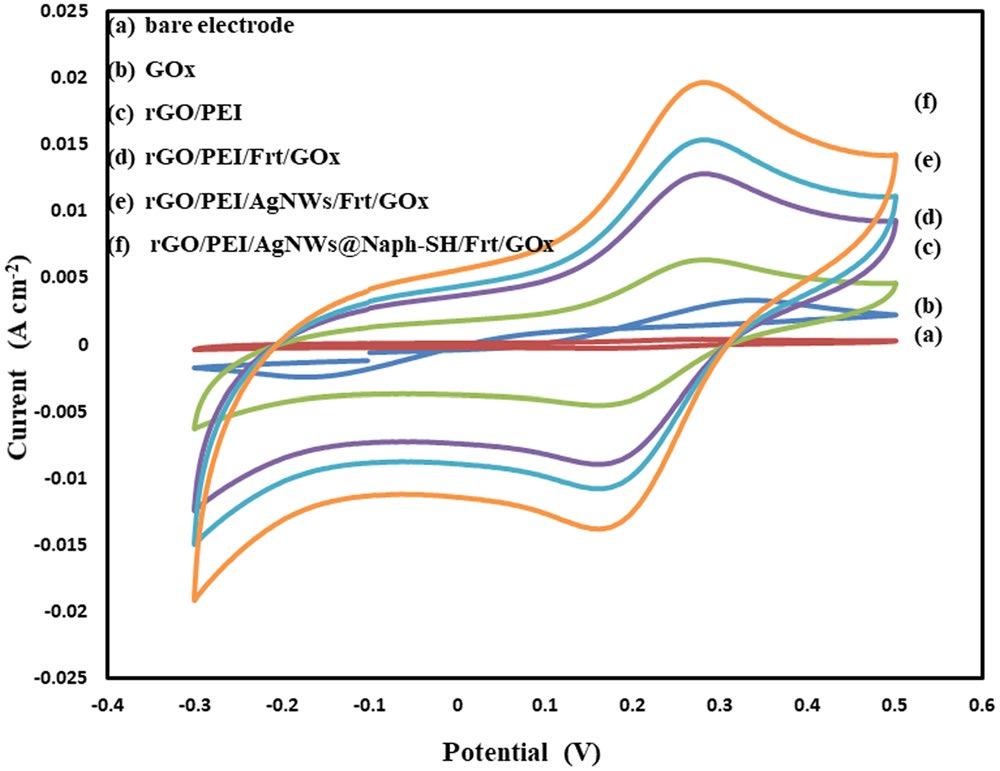 0.025
0.02
0.015
0.01
0.005
0
-0.005
-0.01
-0.015
-0.02
-0.025
Current (A cm-2)
(a) bare electrode
(b) GOx
(c) rGO/PEI
(d) rGO/PEI/Frt/GOx
(e) rGO/PEI/AgNWs/Frt/GOx
(f) rGO/PEI/AgNWs@Naph-SH/Frt/GOx
(f)
(e)
(d)
(c)
(b)
(a)
-0.4 -0.3 -0.2 -0.1 0 0.1 0.2 0.3 0.4 0.5 0.6
Potential (V)